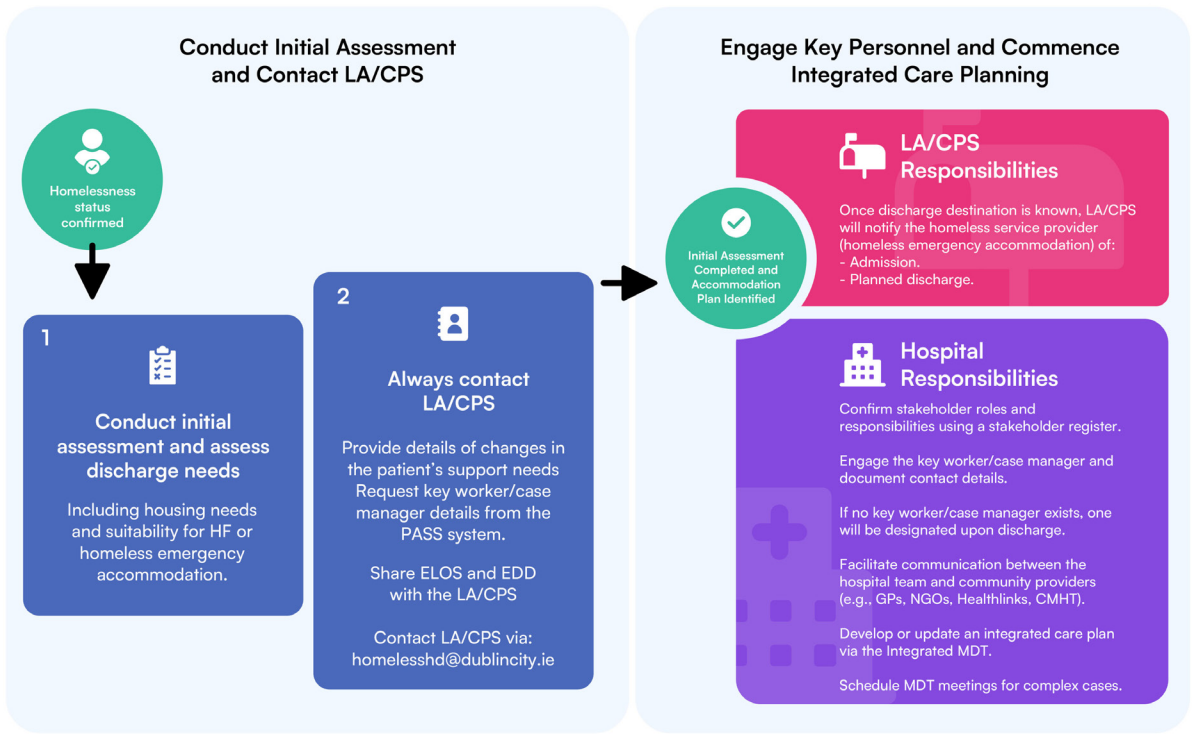 Conduct Initial Assessment
and Contact LA/CPS
Homelessness
status
confirmed
1
Conduct initial
assessment and assess
discharge needs
Including housing needs
and suitability for HF or
homeless emergency
accommodation.
2
Always contact
LA/CPS
Provide details of changes in
the patient's support needs
Request key worker/case
manager details from the
PASS system.
Share ELOS and EDD
with the LA/CPS
Contact LA/CPS via:
homelesshd@dublincity.ie
Engage Key Personnel and Commence
Integrated Care Planning
Initial Assessment
Completed and
Accommodation
Plan Identified
LA/CPS
Responsibilities
Once discharge destination is known, LA/CPS
will notify the homeless service provider
(homeless emergency accommodation) of:
- Admission.
- Planned discharge.
Hospital
Responsibilities
Confirm stakeholder roles and
responsibilities using a stakeholder register.
Engage the key worker/case manager and
document contact details.
If no key worker/case manager exists, one
will be designated upon discharge.
Facilitate communication between the
hospital team and community providers
(e.g., GPs, NGOs, Healthlinks, CMHT).
Develop or update an integrated care plan
via the Integrated MDT.
Schedule MDT meetings for complex cases.